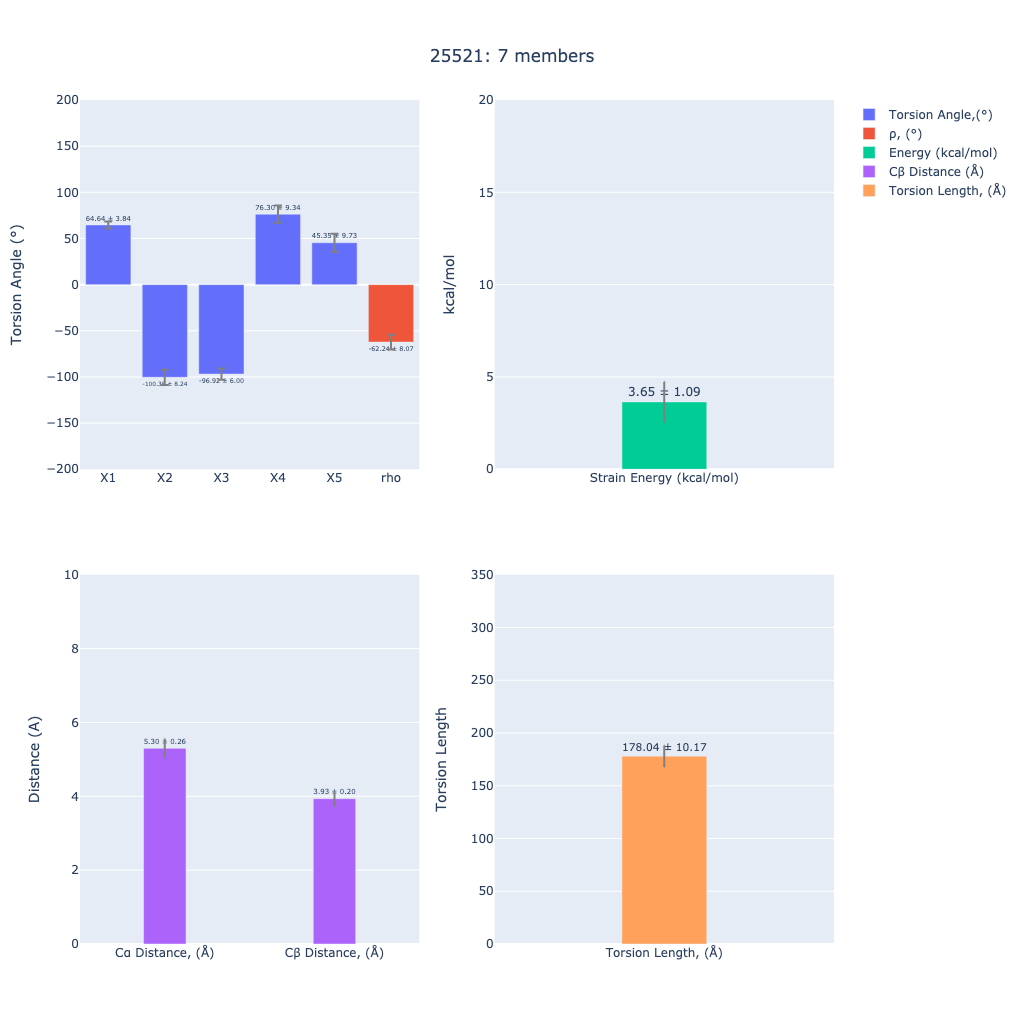 25521: 7 members
Torsion Angle (°)
200
150
100
50
0
−50
−100
−150
−200
64.64 ± 3.84
-96.92 ± 6.00
76.30 ± 9.34
45.35 ± 9.73
-62.24 ± 8.07
X1 X2 X3 X4 X5 rho
kcal/mol
20
15
10
5
0
3.65 ± 1.09
Strain Energy (kcal/mol)
Torsion Angle,(°)
ρ, (°)
Energy (kcal/mol)
Cβ Distance (Å)
Torsion Length, (Å)
Distance (A)
10
8
6
4
2
0
5.30 ± 0.26
3.93 ± 0.20
Cα Distance, (Å) Cβ Distance, (Å)
Torsion Length
350
300
250
200
150
100
50
0
178.04 ± 10.17
Torsion Length, (Å)